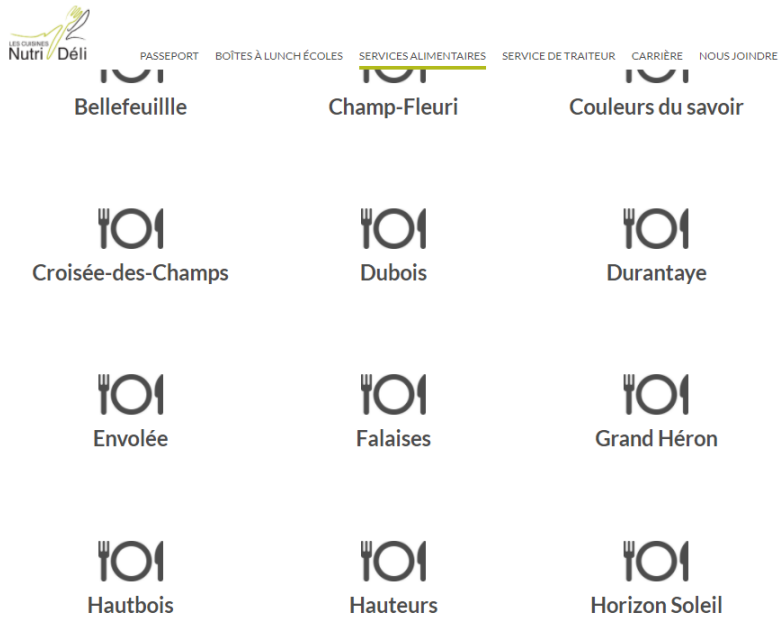 LES CUISINES
Nutri Déli
PASSEPORT BOÎTES À LUNCH ÉCOLES SERVICES ALIMENTAIRES SERVICE DE TRAITEUR CARRIÈRE NOUS JOINDRE
Bellefeuillle Champ-Fleuri Couleurs du savoir
Croisée-des-Champs Dubois Durantaye
Envolée Falaises Grand Héron
Hautbois Hauteurs Horizon Soleil